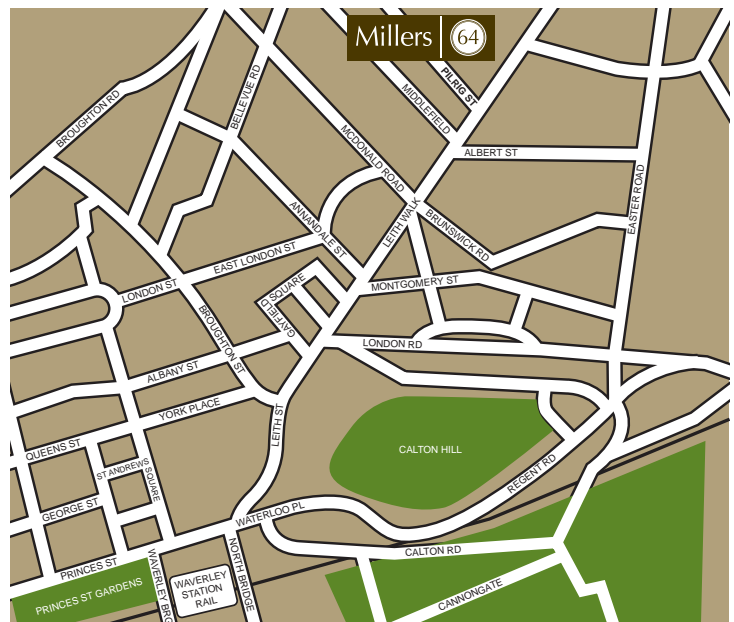 Millers 64
PILRIG ST
MIDDLEFIELD
BROUGHTON RD
BELLEVUE RD
MCDONALD ROAD
ALBERT ST
EASTER ROAD
ANNANDALE ST
LEITH WALK
BRUNSWICK RD
EAST LONDON ST
LONDON ST
MONTGOMERY ST
GAYFIELD SQUARE
BROUGHTON ST
LONDON RD
ALBANY ST
YORK PLACE
LEITH ST
QUEENS ST
CALTON HILL
ST ANDREWS
SQUARE
REGENT RD
GEORGE ST
WATERLOO PL
PRINCES ST
CALTON RD
WAVERLEY BRG
NORTH BRIDGE
WAVERLEY
STATION
RAIL
PRINCES ST GARDENS
CANNONGATE